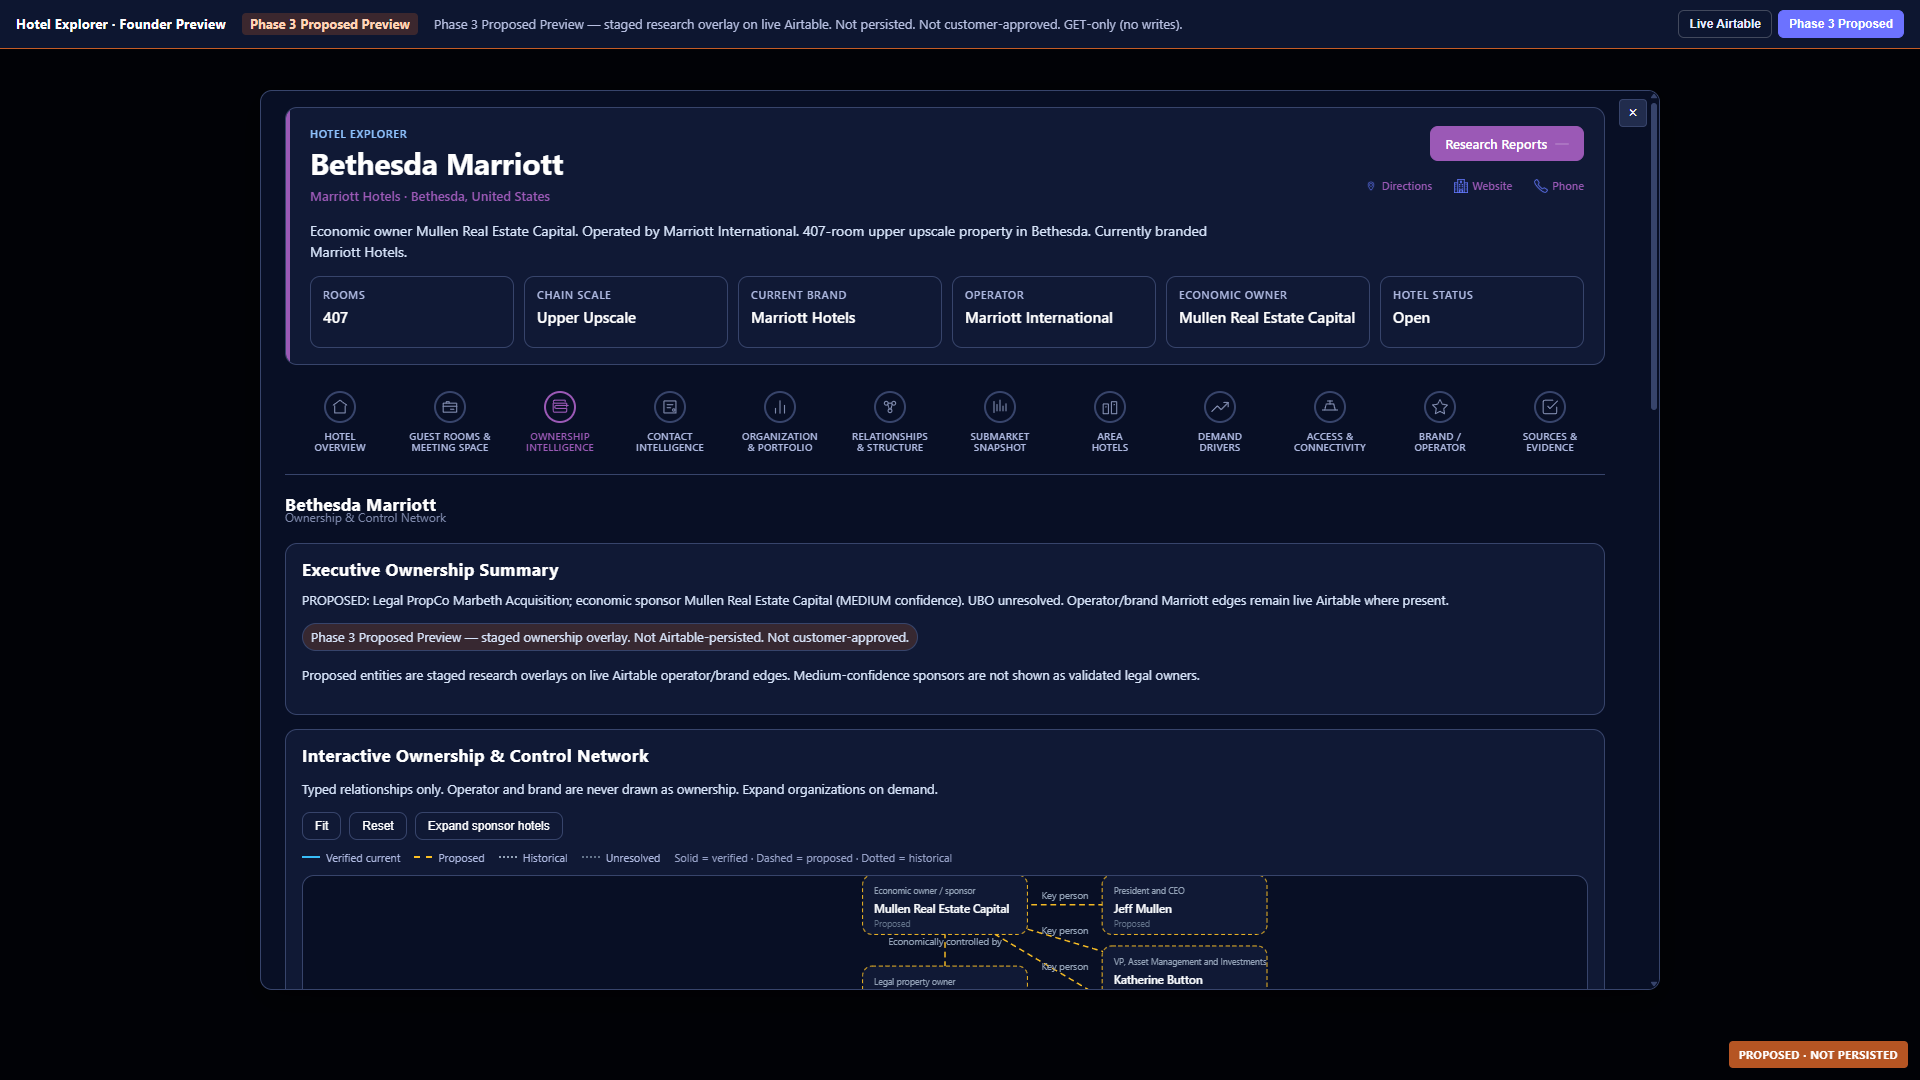 Hotel Explorer · Founder Preview
Phase 3 Proposed Preview
Phase 3 Proposed Preview — staged research overlay on live Airtable. Not persisted. Not customer-approved. GET-only (no writes).
Live Airtable
Phase 3 Proposed
×
HOTEL EXPLORER
Bethesda Marriott
Marriott Hotels · Bethesda, United States
Research Reports —
Directions
Website
Phone
Economic owner Mullen Real Estate Capital. Operated by Marriott International. 407-room upper upscale property in Bethesda. Currently branded
Marriott Hotels.
ROOMS
407
CHAIN SCALE
Upper Upscale
CURRENT BRAND
Marriott Hotels
OPERATOR
Marriott International
ECONOMIC OWNER
Mullen Real Estate Capital
HOTEL STATUS
Open
HOTEL
OVERVIEW
GUEST ROOMS &
MEETING SPACE
OWNERSHIP
INTELLIGENCE
CONTACT
INTELLIGENCE
ORGANIZATION
& PORTFOLIO
RELATIONSHIPS
& STRUCTURE
SUBMARKET
SNAPSHOT
AREA
HOTELS
DEMAND
DRIVERS
ACCESS &
CONNECTIVITY
BRAND /
OPERATOR
SOURCES &
EVIDENCE
Bethesda Marriott
Ownership & Control Network
Executive Ownership Summary
PROPOSED: Legal PropCo Marbeth Acquisition; economic sponsor Mullen Real Estate Capital (MEDIUM confidence). UBO unresolved. Operator/brand Marriott edges remain live Airtable where present.
Phase 3 Proposed Preview — staged ownership overlay. Not Airtable-persisted. Not customer-approved.
Proposed entities are staged research overlays on live Airtable operator/brand edges. Medium-confidence sponsors are not shown as validated legal owners.
Interactive Ownership & Control Network
Typed relationships only. Operator and brand are never drawn as ownership. Expand organizations on demand.
Fit
Reset
Expand sponsor hotels
Verified current
Proposed
Historical
Unresolved
Solid = verified · Dashed = proposed · Dotted = historical
Economic owner / sponsor
Mullen Real Estate Capital
Proposed
Key person
President and CEO
Jeff Mullen
Proposed
Key person
Economically controlled by
Key person
VP, Asset Management and Investments
Katherine Button
Legal property owner
PROPOSED · NOT PERSISTED